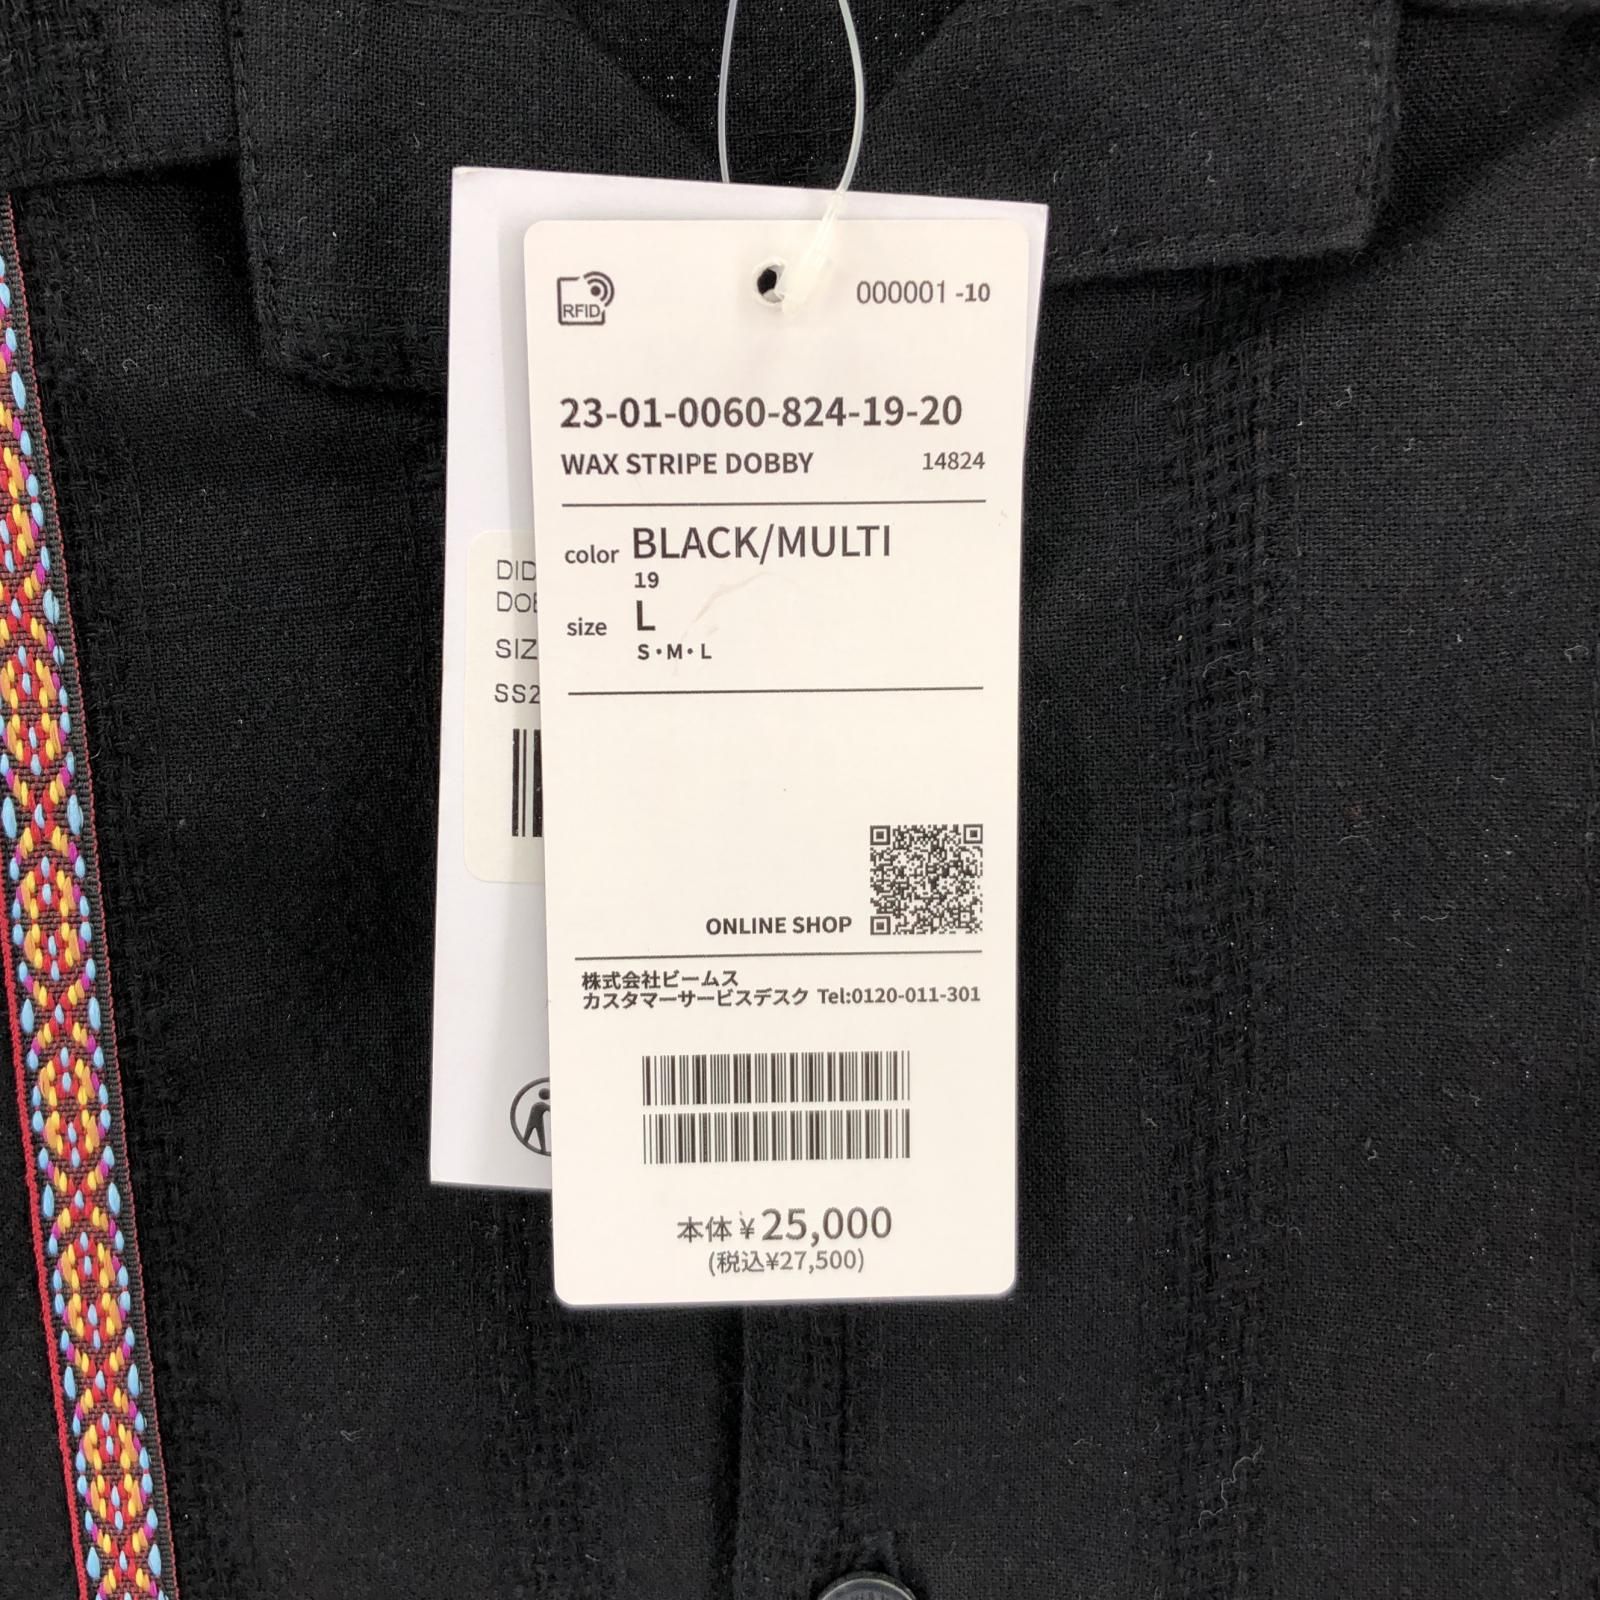 RFID
000001 -10
23-01-0060-824-19-20
WAX STRIPE DOBBY 14824
color BLACK/MULTI
19
size L
S・M・L
ONLINE SHOP
株式会社ビームス
カスタマーサービスデスク Tel:0120-011-301
本体¥25,000
(税込¥27,500)
DID
SIZ
SS2